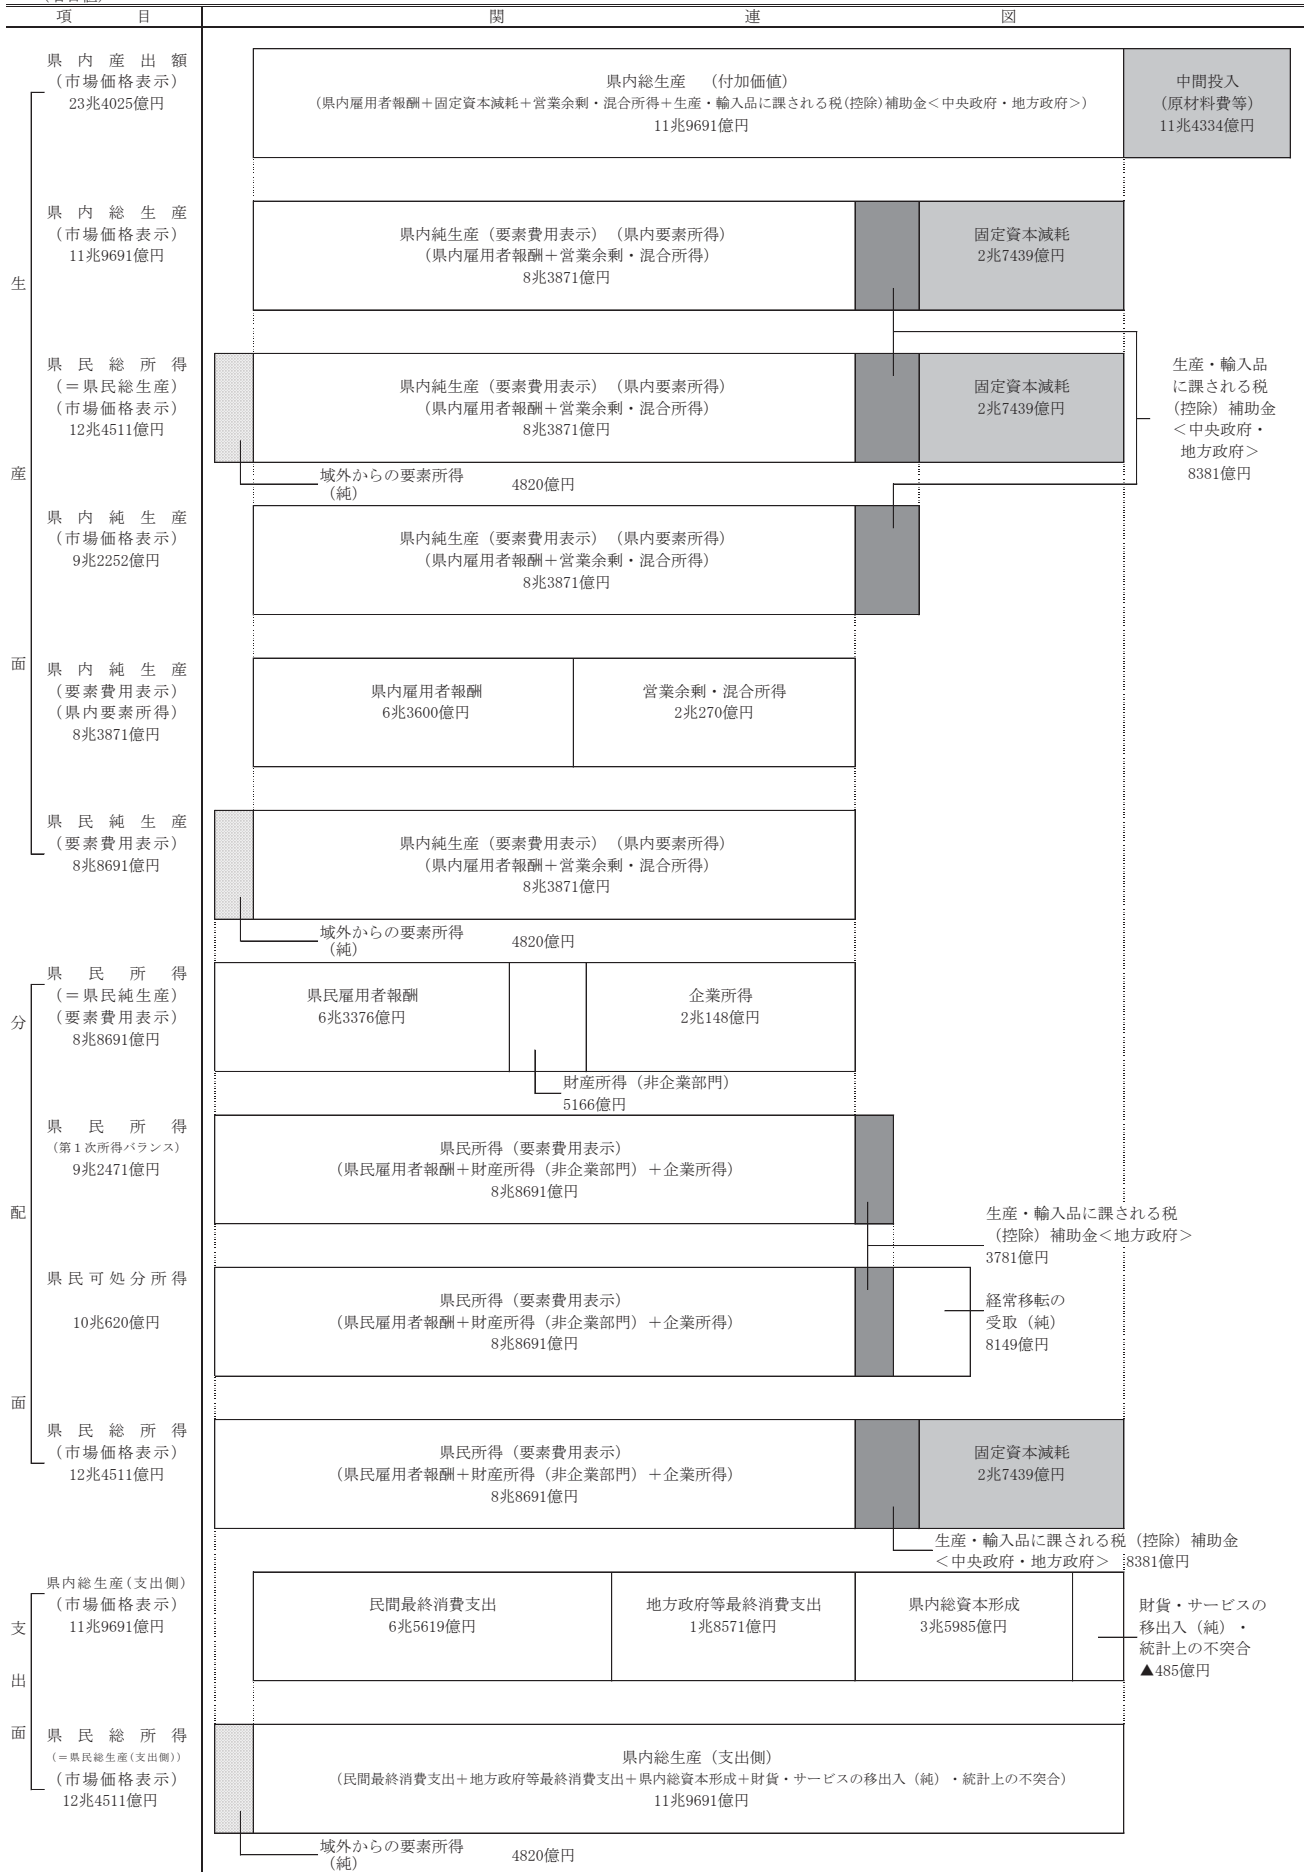 項　　目　　関　　連　　図
県内産出額
（市場価格表示）
23兆4025億円
県内総生産　（付加価値）
（県内雇用者報酬＋固定資本減耗＋営業余剰・混合所得＋生産・輸入品に課される税(控除)補助金＜中央政府・地方政府＞）
11兆9691億円
中間投入
（原材料費等）
11兆4334億円
生産面
県内総生産
（市場価格表示）
11兆9691億円
県内純生産（要素費用表示）（県内要素所得）
（県内雇用者報酬＋営業余剰・混合所得）
8兆3871億円
固定資本減耗
2兆7439億円
県民総所得
（＝県民総生産）
（市場価格表示）
12兆4511億円
県内純生産（要素費用表示）（県内要素所得）
（県内雇用者報酬＋営業余剰・混合所得）
8兆3871億円
固定資本減耗
2兆7439億円
生産・輸入品
に課される税
（控除）補助金
＜中央政府・
地方政府＞
8381億円
域外からの要素所得
（純）
4820億円
県内純生産
（市場価格表示）
9兆2252億円
県内純生産（要素費用表示）（県内要素所得）
（県内雇用者報酬＋営業余剰・混合所得）
8兆3871億円
県内純生産
（要素費用表示）
（県内要素所得）
8兆3871億円
県内雇用者報酬
6兆3600億円
営業余剰・混合所得
2兆270億円
県民純生産
（要素費用表示）
8兆8691億円
県内純生産（要素費用表示）（県内要素所得）
（県内雇用者報酬＋営業余剰・混合所得）
8兆3871億円
域外からの要素所得
（純）
4820億円
分配面
県民所得
（＝県民純生産）
（要素費用表示）
8兆8691億円
県民雇用者報酬
6兆3376億円
企業所得
2兆148億円
財産所得（非企業部門）
5166億円
県民所得
（第１次所得バランス）
9兆2471億円
県民所得（要素費用表示）
（県民雇用者報酬＋財産所得（非企業部門）＋企業所得）
8兆8691億円
生産・輸入品に課される税
（控除）補助金＜地方政府＞
3781億円
県民可処分所得
10兆620億円
県民所得（要素費用表示）
（県民雇用者報酬＋財産所得（非企業部門）＋企業所得）
8兆8691億円
経常移転の
受取（純）
8149億円
県民総所得
（市場価格表示）
12兆4511億円
県民所得（要素費用表示）
（県民雇用者報酬＋財産所得（非企業部門）＋企業所得）
8兆8691億円
固定資本減耗
2兆7439億円
生産・輸入品に課される税（控除）補助金
＜中央政府・地方政府＞　8381億円
支出面
県内総生産(支出側)
（市場価格表示）
11兆9691億円
民間最終消費支出
6兆5619億円
地方政府等最終消費支出
1兆8571億円
県内総資本形成
3兆5985億円
財貨・サービスの
移出入（純）・
統計上の不突合
▲485億円
県民総所得
（＝県民総生産(支出側)）
（市場価格表示）
12兆4511億円
県内総生産（支出側）
（民間最終消費支出＋地方政府等最終消費支出＋県内総資本形成＋財貨・サービスの移出入（純）・統計上の不突合）
11兆9691億円
域外からの要素所得
（純）
4820億円